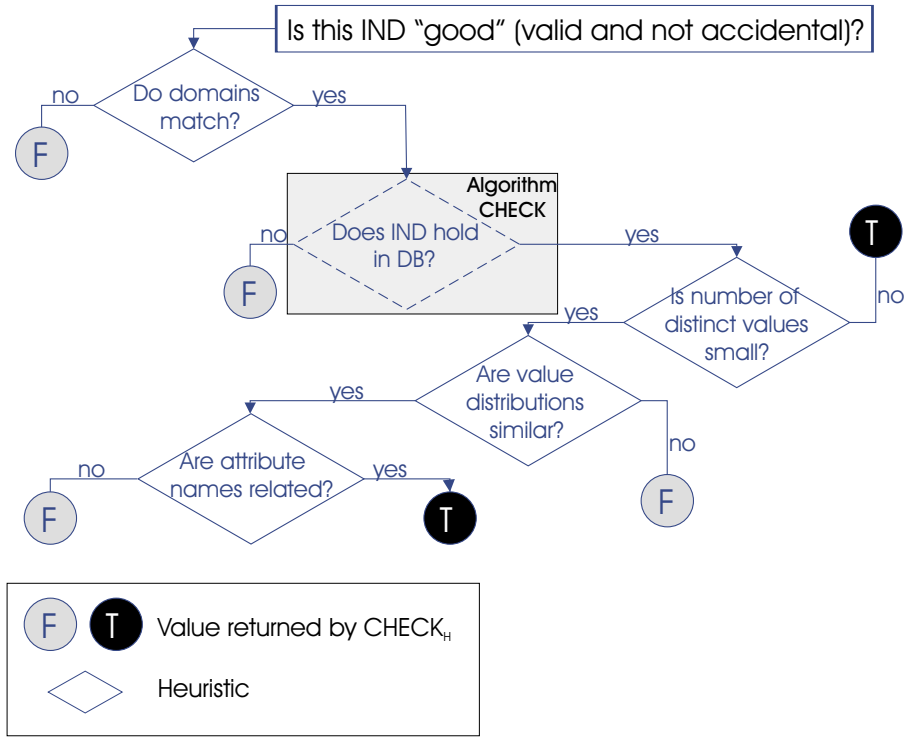 Is this IND “good” (valid and not accidental)?
no
Do domains
match?
yes
F
Algorithm
CHECK
no
Does IND hold
in DB?
yes
T
F
Is number of
distinct values
small?
no
yes
Are value
distributions
similar?
yes
no
no
Are attribute
names related?
yes
F
T
F
F T Value returned by CHECK_H
Heuristic